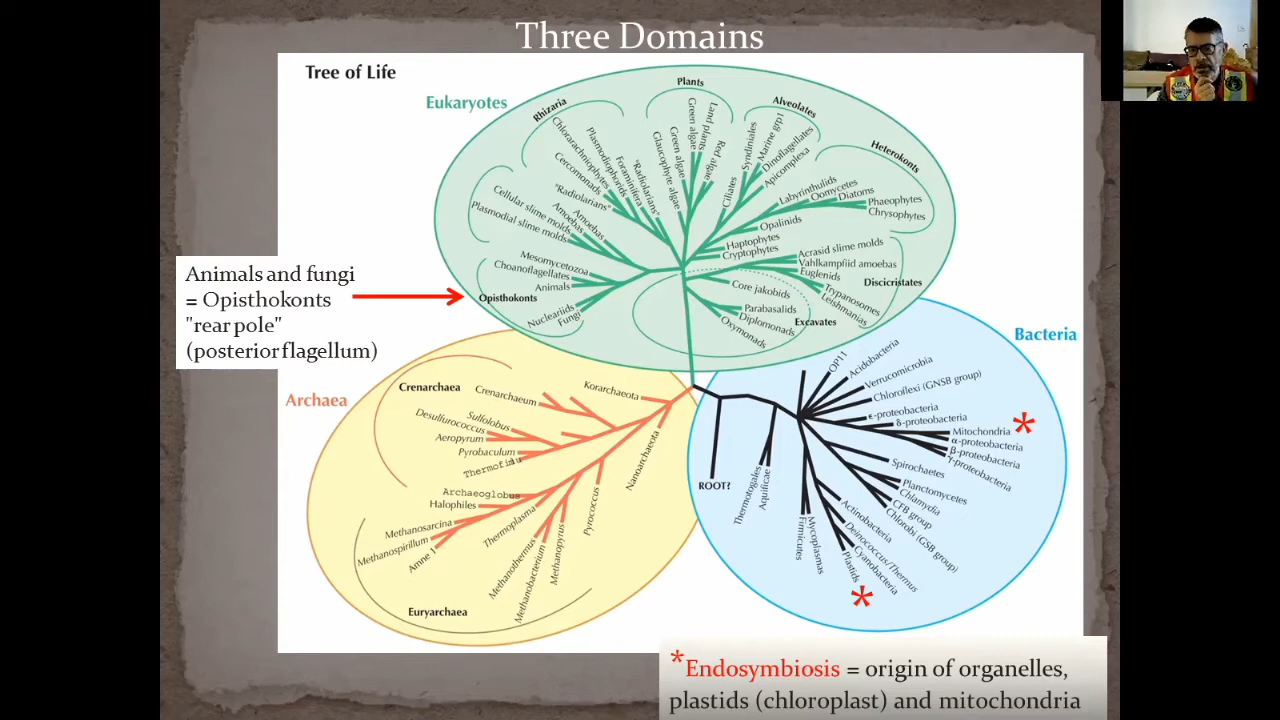 Three Domains
Tree of Life
Eukaryotes
Rhizaria
Plants
Alveolates
Heterokonts
Chlorarachniophytes
Plasmodiophorids
Cercomonads
Foraminifera
"Radiolarians"
"Radiolarians"
Glaucophyte algae
Green algae
Green algae
Land plants
Red algae
Ciliates
Syndiniales
Marine grp1
Dinoflagellates
Apicomplexa
Labyrinthulids
Oomycetes
Diatoms
Phaeophytes
Chrysophytes
Opalinids
Haptophytes
Cryptophytes
Cellular slime molds
Plasmodial slime molds
Amoebas
Amoebas
Mesomycetozoa
Choanoflagellates
Animals
Opisthokonts
Nucleariids
Fungi
Acrasid slime molds
Vahlkampfiid amoebas
Euglenids
Trypanosomes
Leishmanias
Discicristates
Core jakobids
Parabasalids
Diplomonads
Oxymonads
Excavates
Animals and fungi
= Opisthokonts
"rear pole"
(posterior flagellum)
Archaea
Crenarchaea
Crenarchaeum
Korarchaeota
Sulfolobus
Desulfurococcus
Aeropyrum
Pyrobaculum
Nanoarchaeota
Archaeoglobus
Halophiles
Methanosarcina
Methanospirillum
Thermoplasma
Methanothermus
Methanobacterium
Methanopyrus
Pyrococcus
Euryarchaea
Bacteria
ROOT?
Thermotogales
Aquificae
OP11
Acidobacteria
Verrucomicrobia
Chloroflexi (GNSB group)
ϵ-proteobacteria
δ-proteobacteria
Mitochondria *
α-proteobacteria
β-proteobacteria
γ-proteobacteria
Spirochaetes
Planctomycetes
Chlamydia
CFB group
Chlorobi (GSB group)
Actinobacteria
Deinococcus/Thermus
Cyanobacteria
Plastids
*
Mycoplasmas
Firmicutes
*Endosymbiosis = origin of organelles,
plastids (chloroplast) and mitochondria